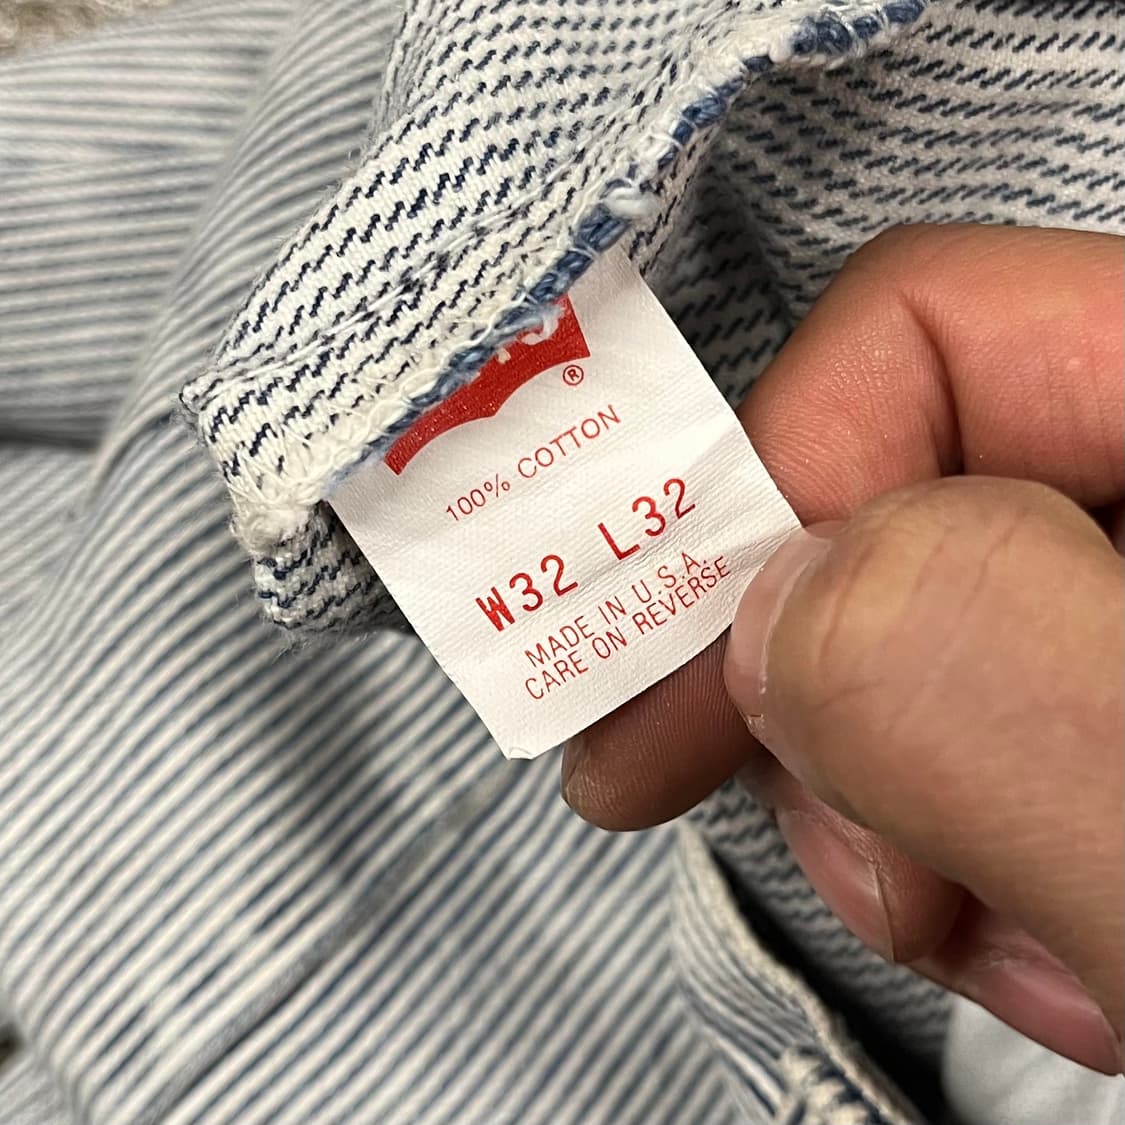 ®
100% COTTON
W32 L32
MADE IN U.S.A.
CARE ON REVERSE